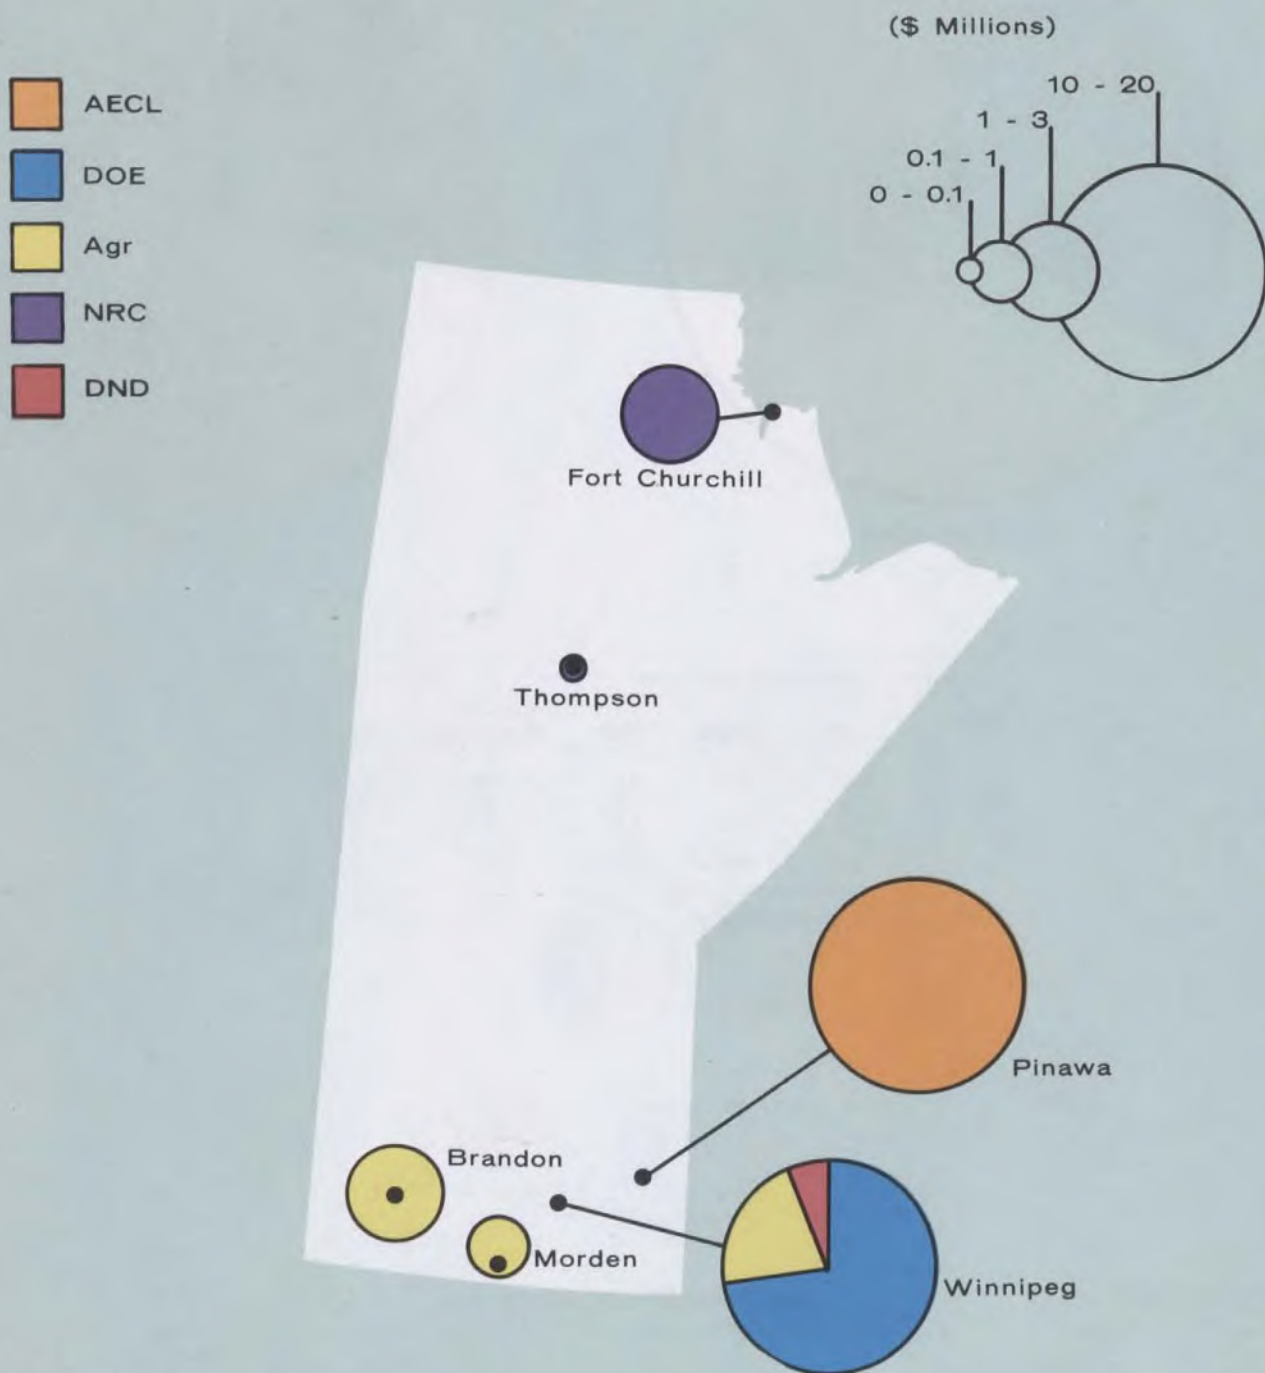 ($ Millions)
10 - 20
1 - 3
0.1 - 1
0 - 0.1
AECL
DOE
Agr
NRC
DND
Fort Churchill
Thompson
Pinawa
Brandon
Morden
Winnipeg